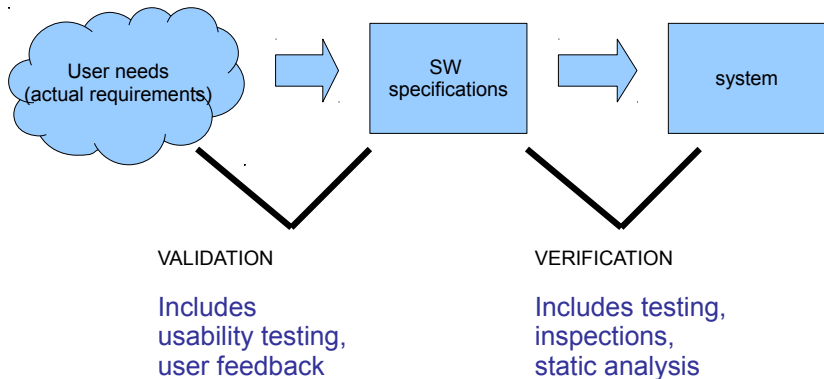 User needs
(actual requirements)
SW
specifications
system
VALIDATION
Includes
usability testing,
user feedback
VERIFICATION
Includes testing,
inspections,
static analysis